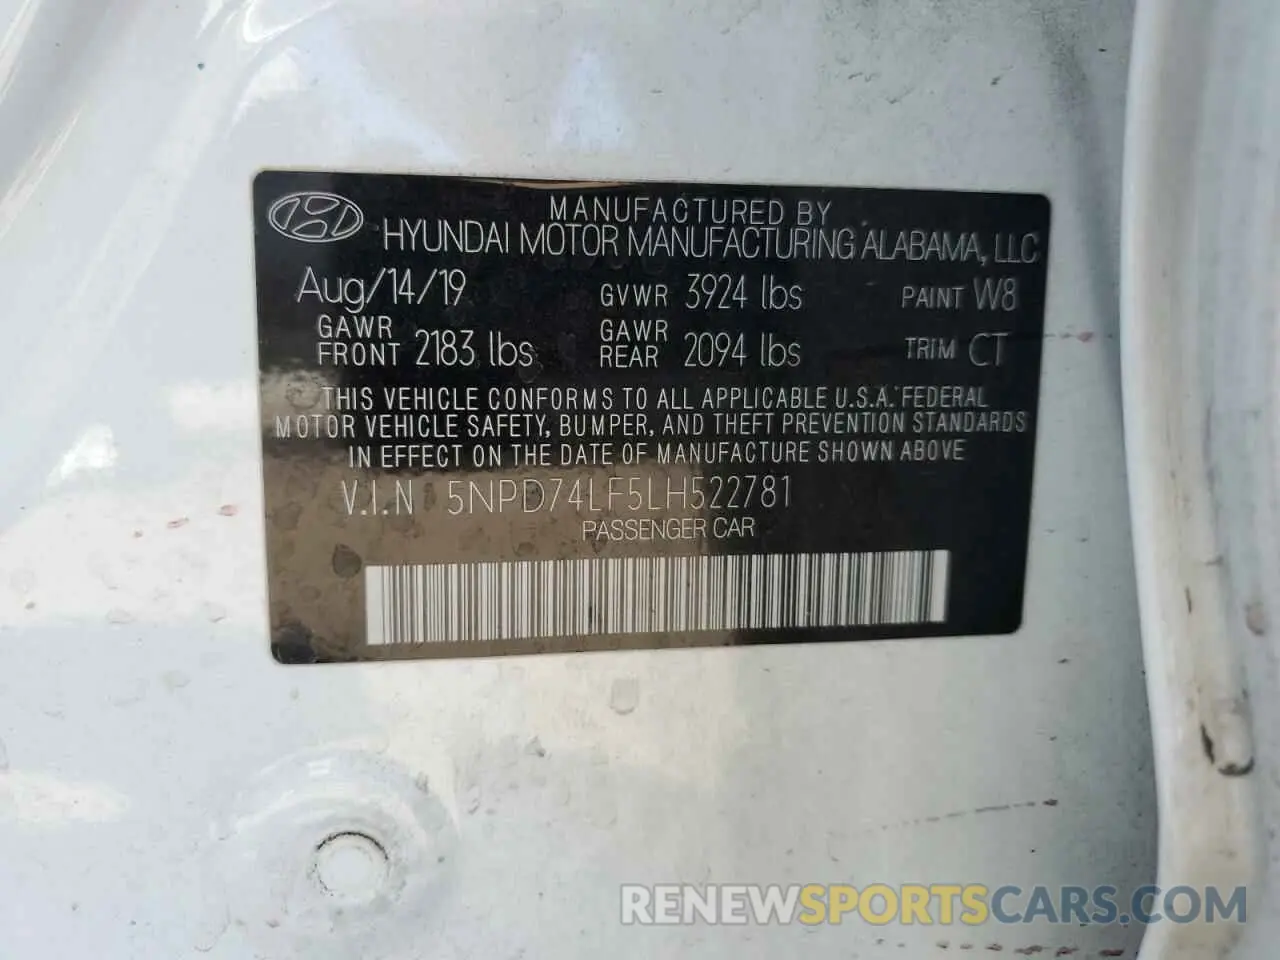 MANUFACTURED BY
HYUNDAI MOTOR MANUFACTURING ALABAMA, LLC
Aug/14/19 GVWR 3924 lbs PAINT W8
GAWR FRONT 2183 lbs GAWR REAR 2094 lbs TRIM CT
THIS VEHICLE CONFORMS TO ALL APPLICABLE U.S.A. FEDERAL
MOTOR VEHICLE SAFETY, BUMPER, AND THEFT PREVENTION STANDARDS
IN EFFECT ON THE DATE OF MANUFACTURE SHOWN ABOVE
V.I.N 5NPD74LF5LH522781
PASSENGER CAR
RENEWSPORTSCARS.COM